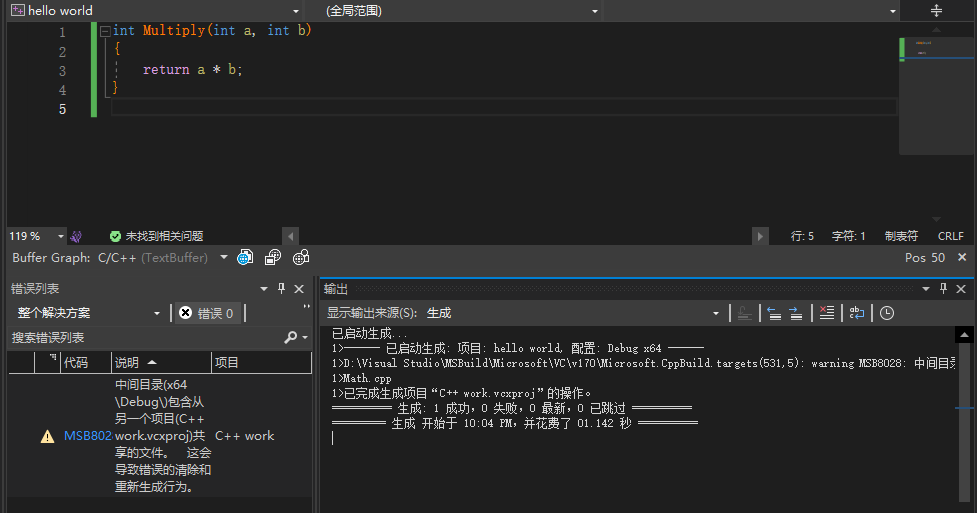 hello world
(全局范围)
1 int Multiply(int a, int b)
2 {
3 return a * b;
4 }
5
119 %
未找到相关问题
行: 5 字符: 1 制表符 CRLF
Buffer Graph: C/C++ (TextBuffer)
Pos 50
错误列表
整个解决方案
错误 0
"
搜索错误列表
代码 说明 项目
中间目录(x64
\Debug\)包含从
另一个项目(C++
MSB802 work.vcxproj)共 C++ work
享的文件。 这会
导致错误的清除和
重新生成行为。
输出
显示输出来源(S): 生成
已启动生成...
1>------ 已启动生成: 项目: hello world, 配置: Debug x64 ------
1>D:\Visual Studio\MSBuild\Microsoft\VC\v170\Microsoft.CppBuild.targets(531,5): warning MSB8028: 中间目录
1>Math.cpp
1>已完成生成项目“C++ work.vcxproj”的操作。
========== 生成: 1 成功，0 失败，0 最新，0 已跳过 ==========
========== 生成 开始于 10:04 PM，并花费了 01.142 秒 ==========